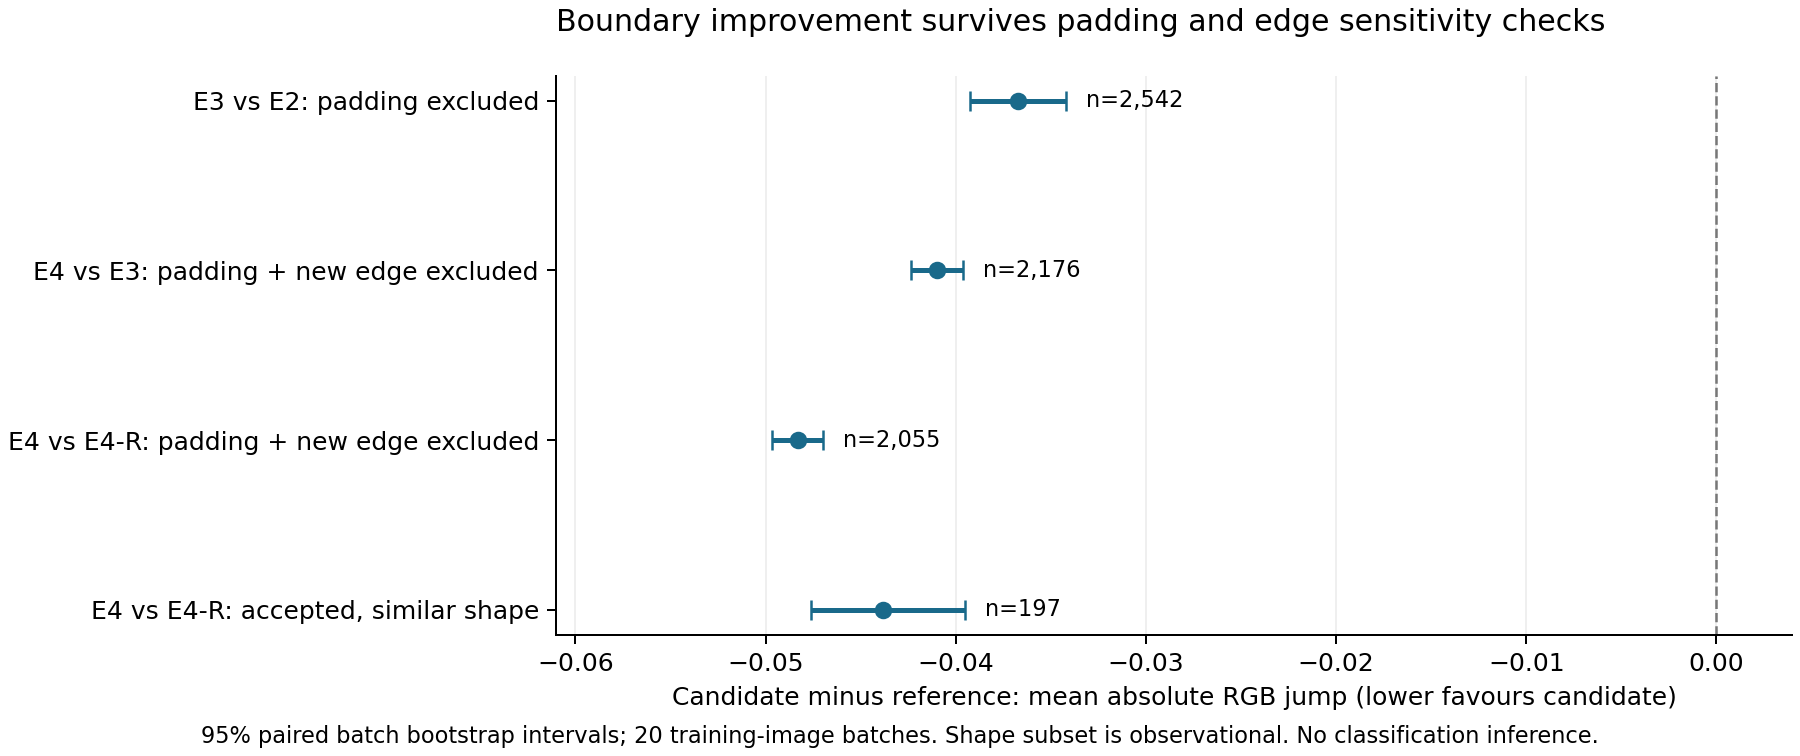 Boundary improvement survives padding and edge sensitivity checks
E3 vs E2: padding excluded
n=2,542
E4 vs E3: padding + new edge excluded
n=2,176
E4 vs E4-R: padding + new edge excluded
n=2,055
E4 vs E4-R: accepted, similar shape
n=197
−0.06 −0.05 −0.04 −0.03 −0.02 −0.01 0.00
Candidate minus reference: mean absolute RGB jump (lower favours candidate)
95% paired batch bootstrap intervals; 20 training-image batches. Shape subset is observational. No classification inference.